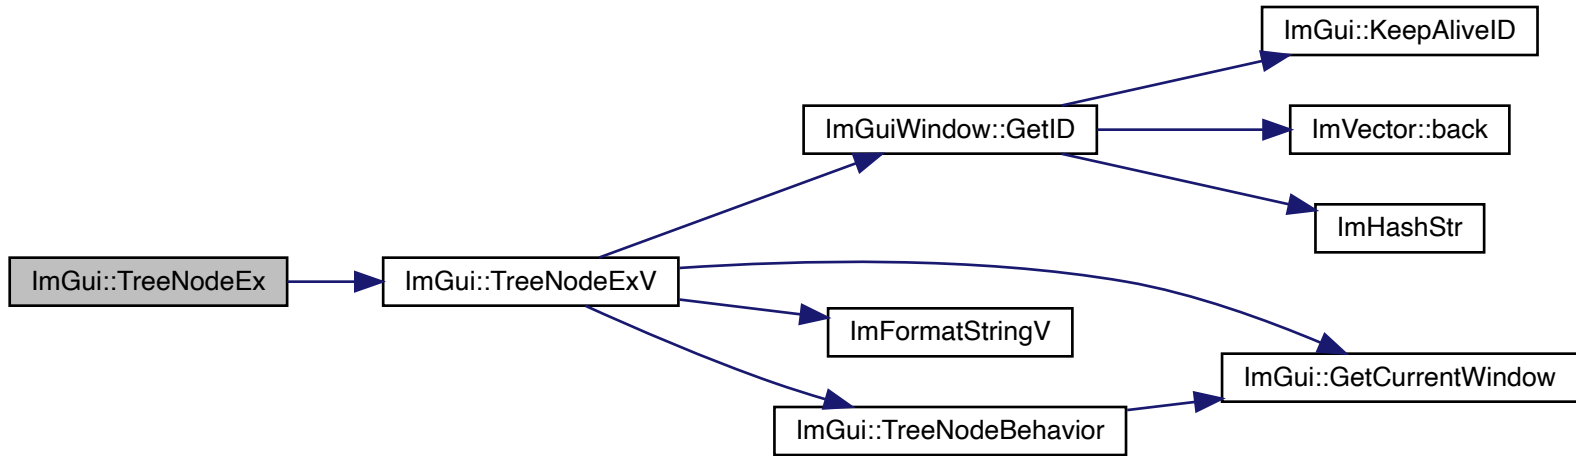 ImGui::KeepAliveID
ImGuiWindow::GetID
ImVector::back
ImHashStr
ImGui::TreeNodeEx
ImGui::TreeNodeExV
ImFormatStringV
ImGui::GetCurrentWindow
ImGui::TreeNodeBehavior